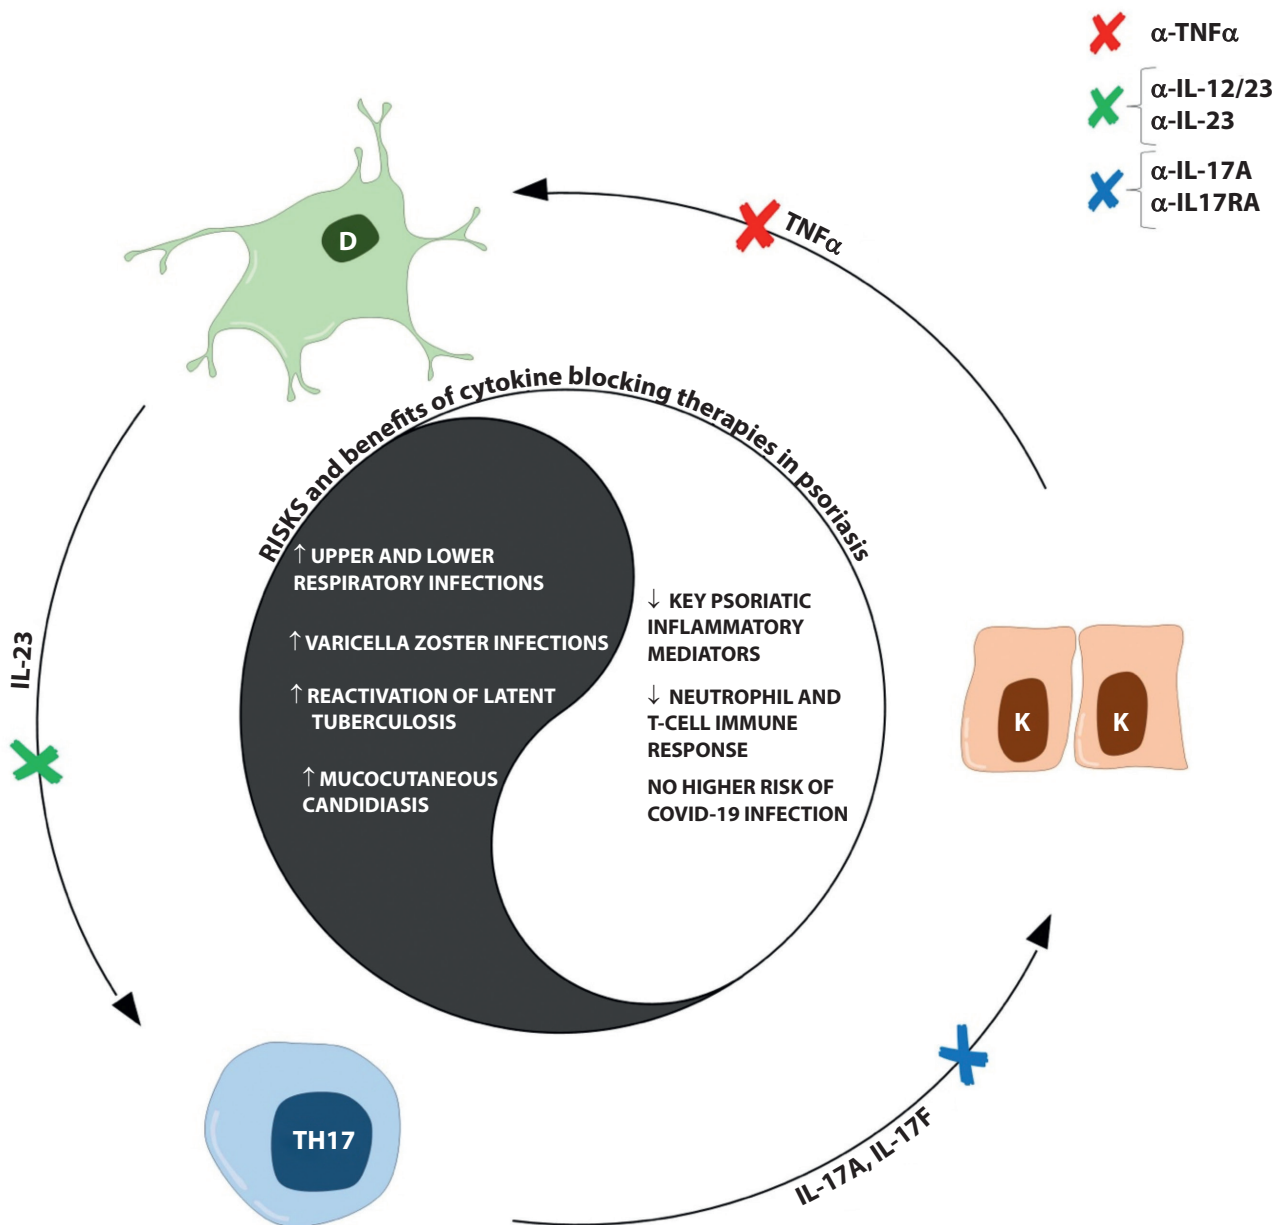 α-TNFα
α-IL-12/23
α-IL-23
α-IL-17A
α-IL17RA
TNFα
D
RISKS and benefits of cytokine blocking therapies in psoriasis
↑ UPPER AND LOWER
RESPIRATORY INFECTIONS
↑ VARICELLA ZOSTER INFECTIONS
↑ REACTIVATION OF LATENT
TUBERCULOSIS
↑ MUCOCUTANEOUS
CANDIDIASIS
↓ KEY PSORIATIC
INFLAMMATORY
MEDIATORS
↓ NEUTROPHIL AND
T-CELL IMMUNE
RESPONSE
NO HIGHER RISK OF
COVID-19 INFECTION
IL-23
K
K
TH17
IL-17A, IL-17F